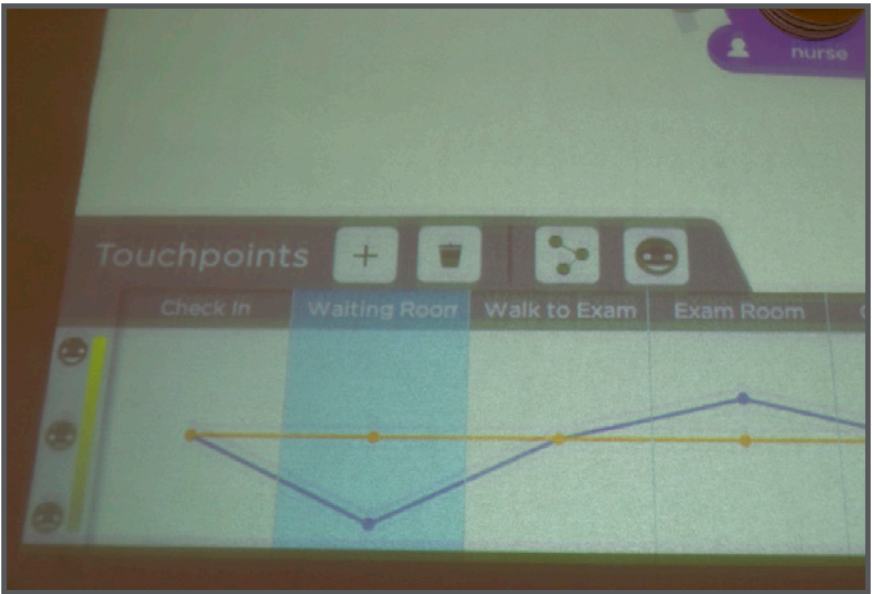 nurse
Touchpoints
Check In
Waiting Room
Walk to Exam
Exam Room